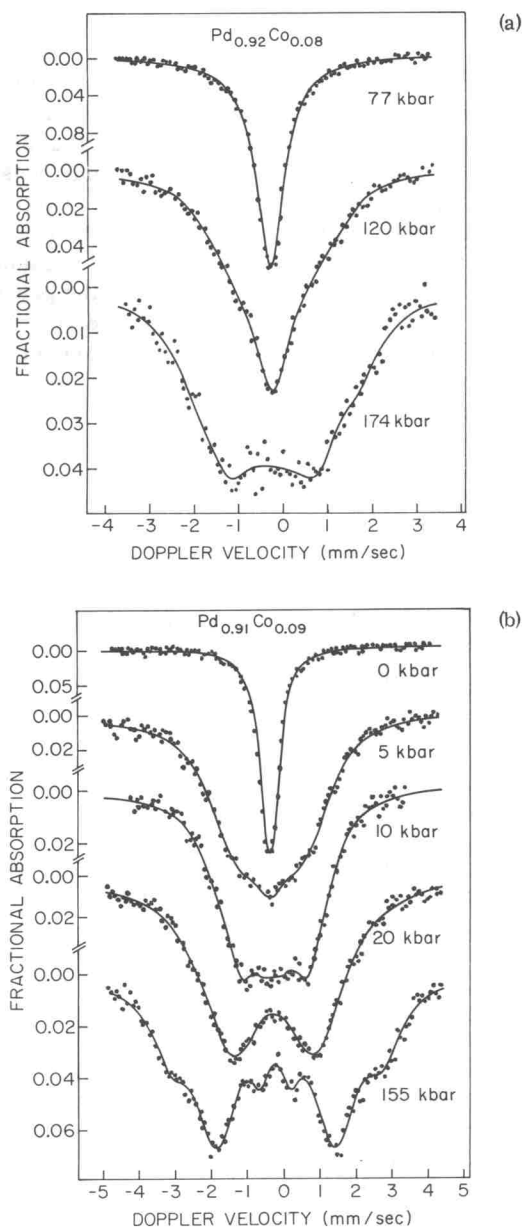 (a)
Pd0.92Co0.08
0.00
0.04
0.08
77 kbar
0.00
0.02
0.04
120 kbar
0.00
0.01
0.02
0.03
0.04
174 kbar
FRACTIONAL ABSORPTION
-4 -3 -2 -1 0 1 2 3 4
DOPPLER VELOCITY (mm/sec)
(b)
Pd0.91Co0.09
0.00
0.05
0 kbar
0.00
0.02
5 kbar
0.00
0.02
10 kbar
0.00
0.02
20 kbar
0.00
0.02
0.04
0.06
155 kbar
FRACTIONAL ABSORPTION
-5 -4 -3 -2 -1 0 1 2 3 4 5
DOPPLER VELOCITY (mm/sec)